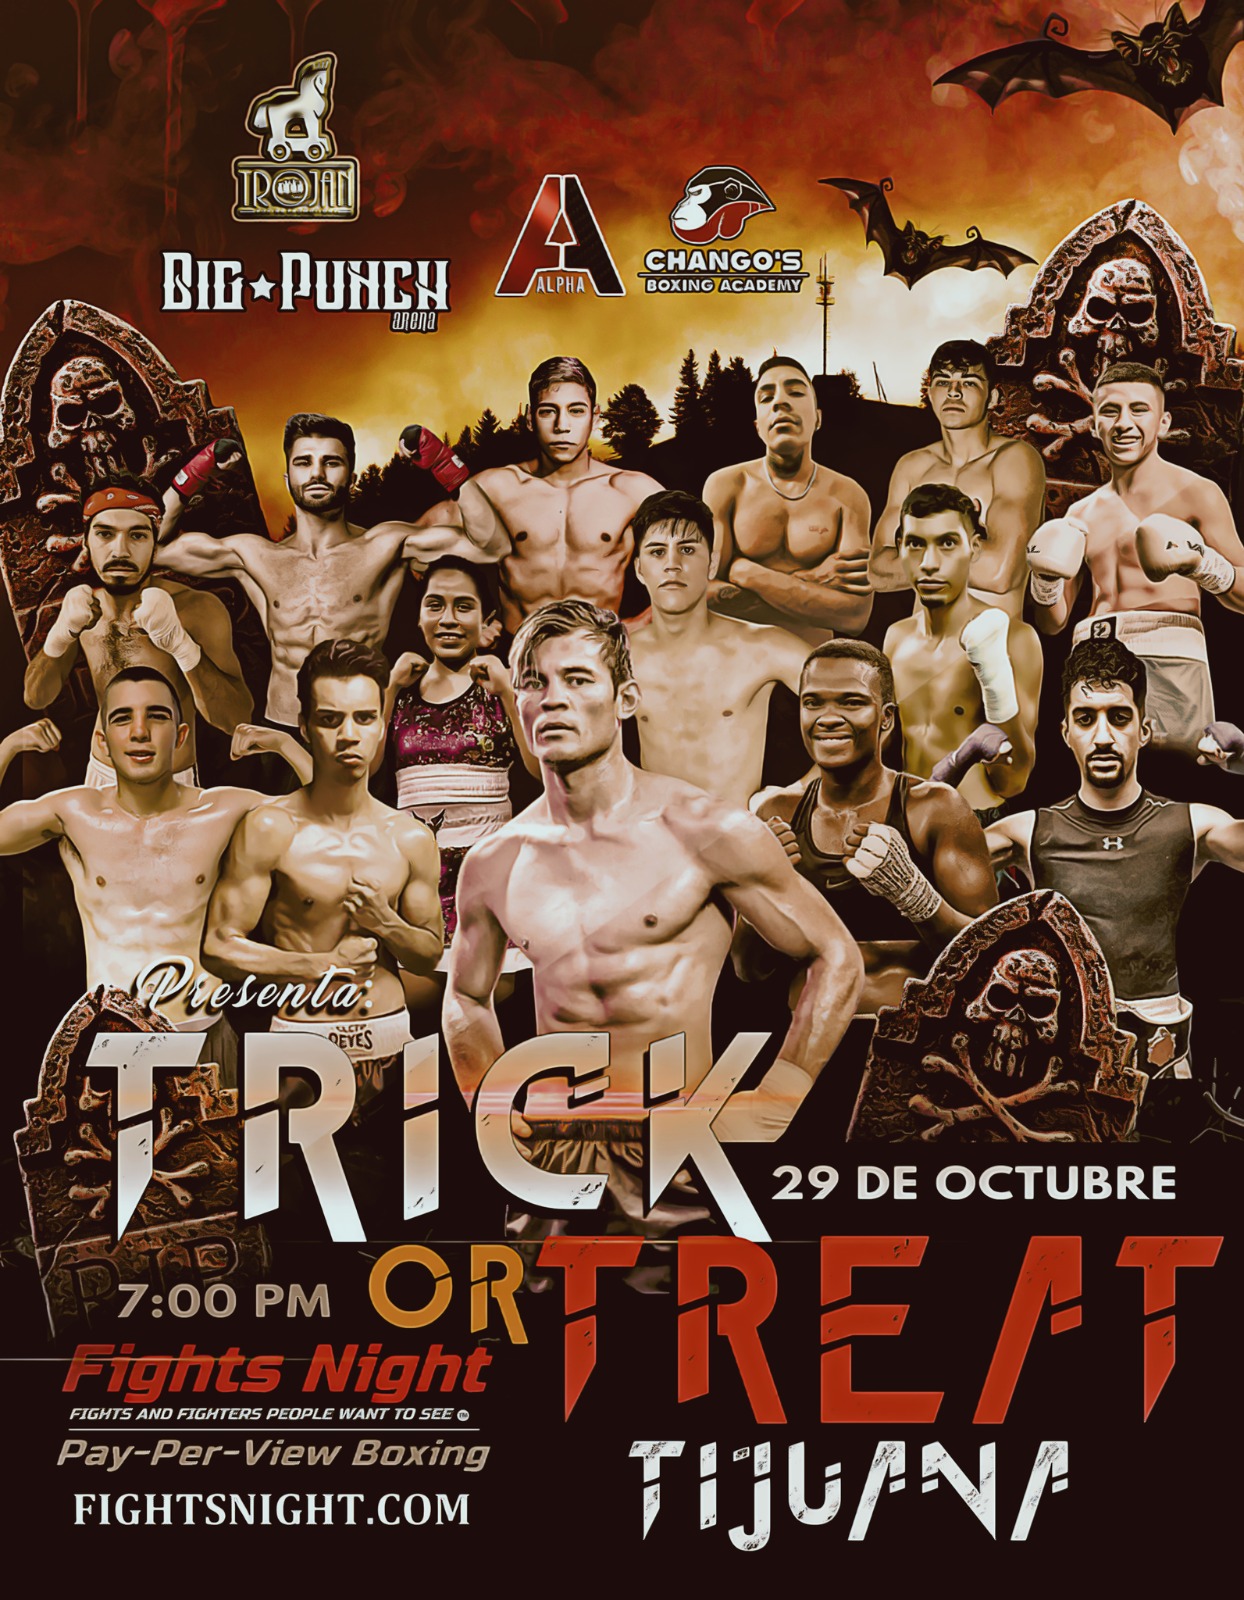 TROJAN
BIG★PUNCH
arena
ALPHA
CHANGO'S
BOXING ACADEMY
Presenta:
REYES
TRICK
29 DE OCTUBRE
7:00 PM
OR TREAT
Fights Night
FIGHTS AND FIGHTERS PEOPLE WANT TO SEE
Pay-Per-View Boxing
FIGHTSNIGHT.COM
TIJUANA